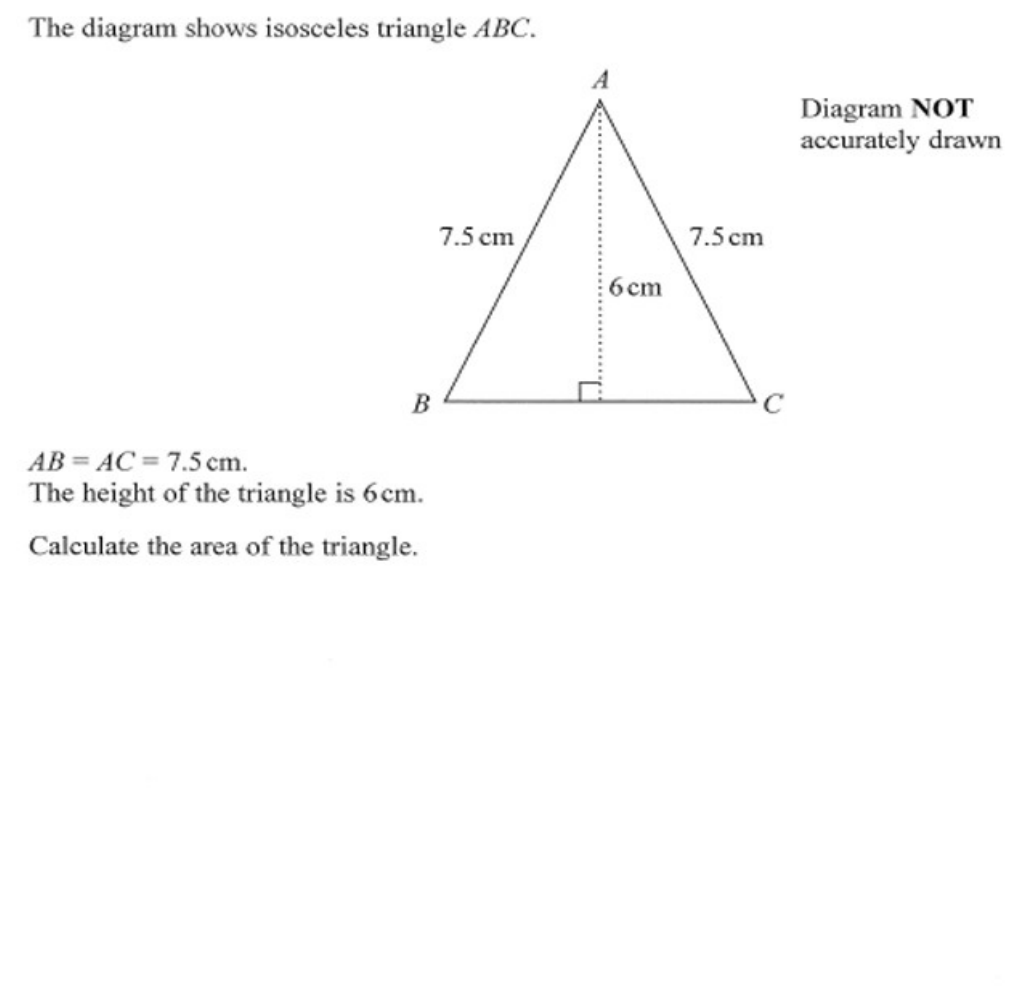 The diagram shows isosceles triangle ABC.
A
Diagram NOT
accurately drawn
7.5 cm
7.5 cm
6 cm
B
C
AB = AC = 7.5 cm.
The height of the triangle is 6 cm.
Calculate the area of the triangle.